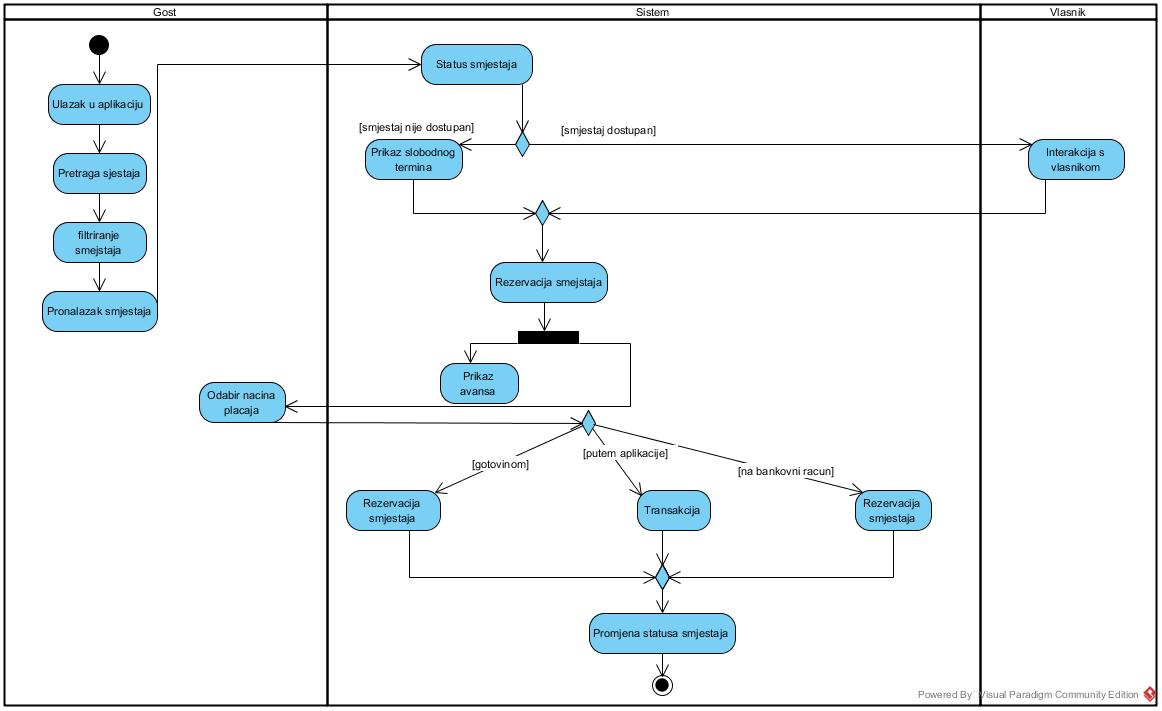 Gost
Sistem
Vlasnik
Ulazak u aplikaciju
Pretraga sjestaja
filtriranje
smejstaja
Pronalazak smjestaja
Status smjestaja
[smjestaj nije dostupan]
[smjestaj dostupan]
Prikaz slobodnog
termina
Interakcija s
vlasnikom
Rezervacija smejstaja
Prikaz
avansa
Odabir nacina
placaja
[gotovinom]
[putem aplikacije]
[na bankovni racun]
Rezervacija
smjestaja
Transakcija
Rezervacija
smjestaja
Promjena statusa smjestaja
Powered By Visual Paradigm Community Edition